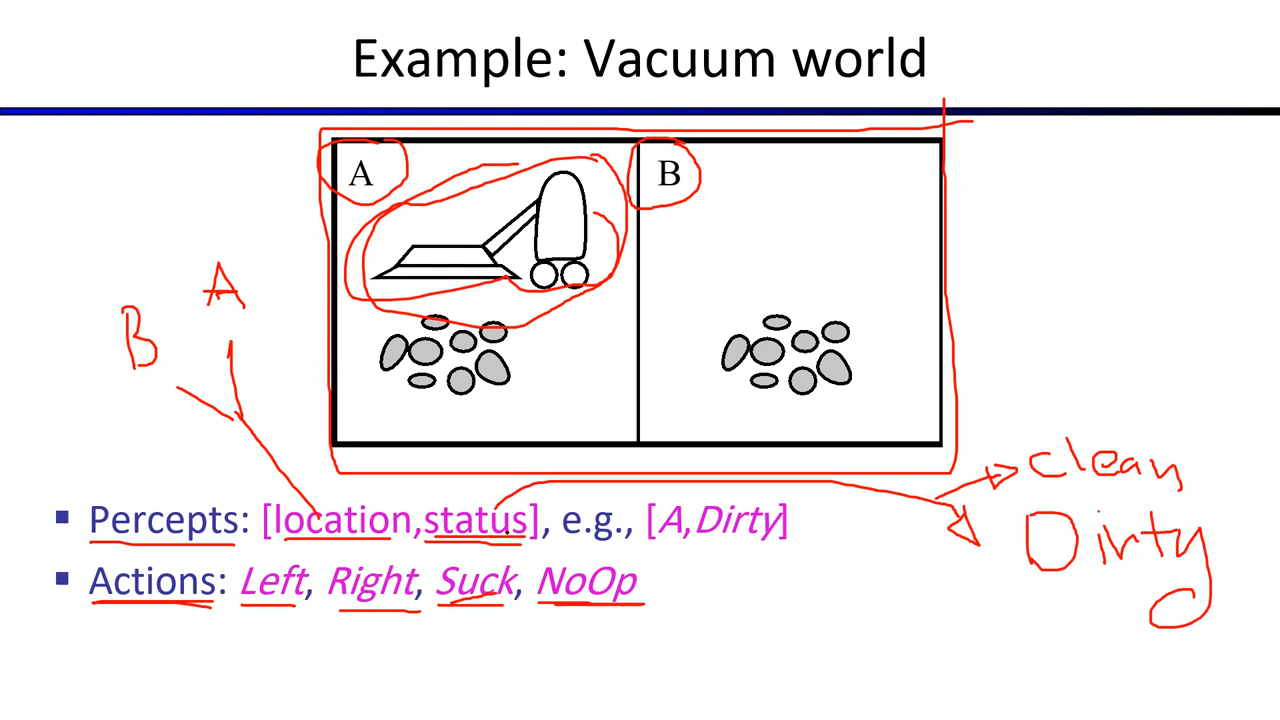 Example: Vacuum world
A
B
A
B
clean
Dirty
▪ Percepts: [location,status], e.g., [A,Dirty]
▪ Actions: Left, Right, Suck, NoOp